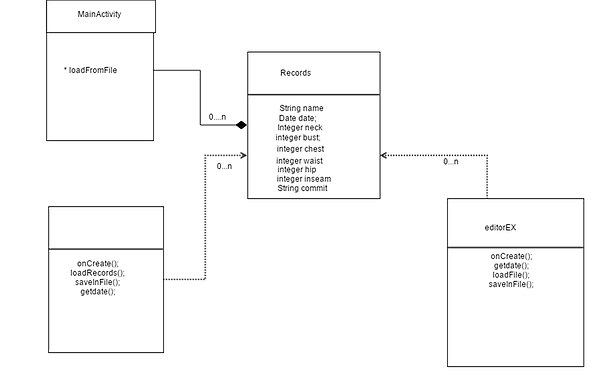 MainActivity
* loadFromFile
0....n
Records
String name
Date date;
Integer neck
integer bust;
integer chest
integer waist
integer hip
integer inseam
String commit
0...n
0...n
onCreate();
loadRecords();
saveInFile();
getdate();
editorEX
onCreate();
getdate();
loadFile();
saveInFile();